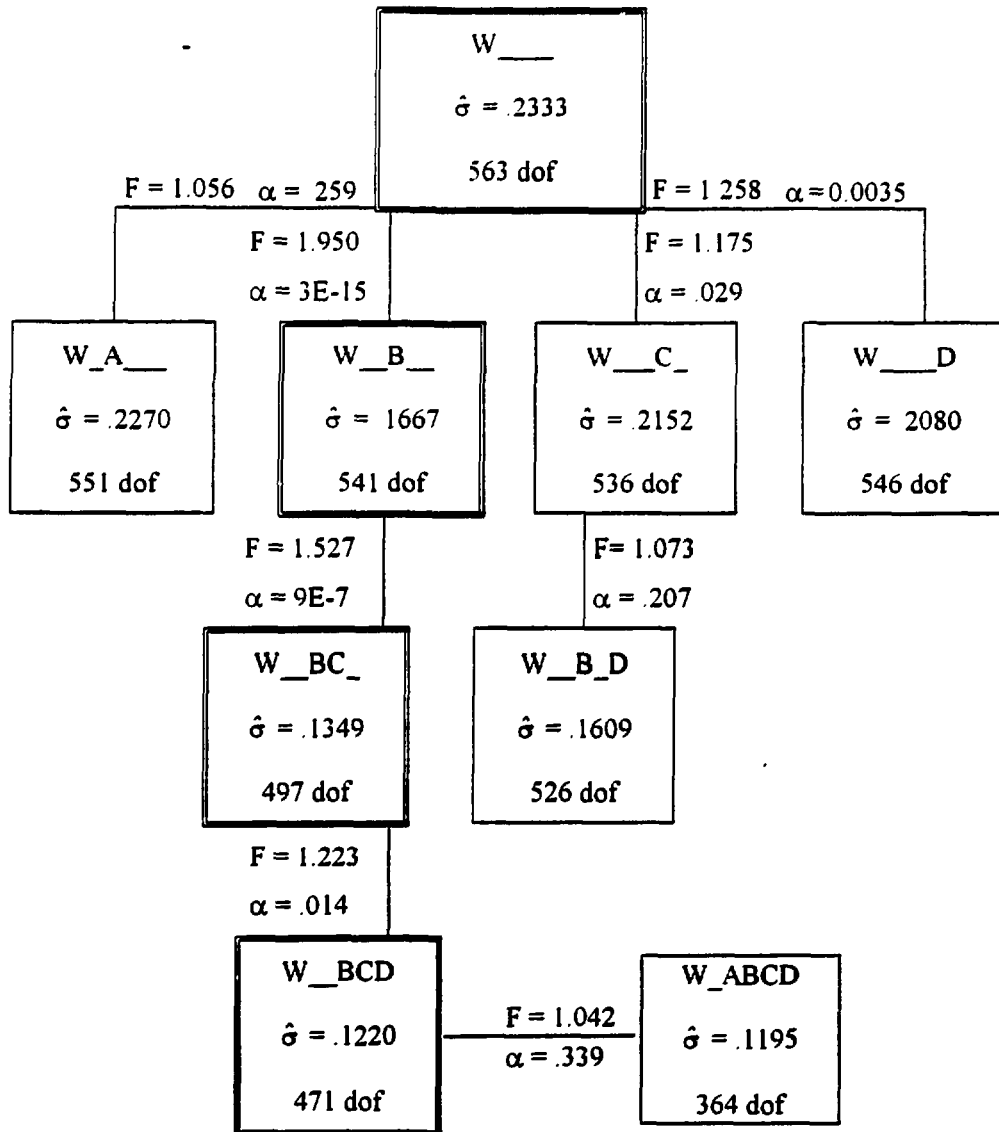 W____
σ̂ = .2333
563 dof
F = 1.056 α = 259
F = 1 258 α=0.0035
F = 1.950
α = 3E-15
F = 1.175
α = .029
W_A___
σ̂ = .2270
551 dof
W__B__
σ̂ = 1667
541 dof
W___C_
σ̂ = .2152
536 dof
W____D
σ̂ = 2080
546 dof
F = 1.527
α = 9E-7
F= 1.073
α = .207
W__BC_
σ̂ = .1349
497 dof
W__B_D
σ̂ = .1609
526 dof
F = 1.223
α = .014
W__BCD
σ̂ = .1220
471 dof
F = 1.042
α = .339
W_ABCD
σ̂ = .1195
364 dof